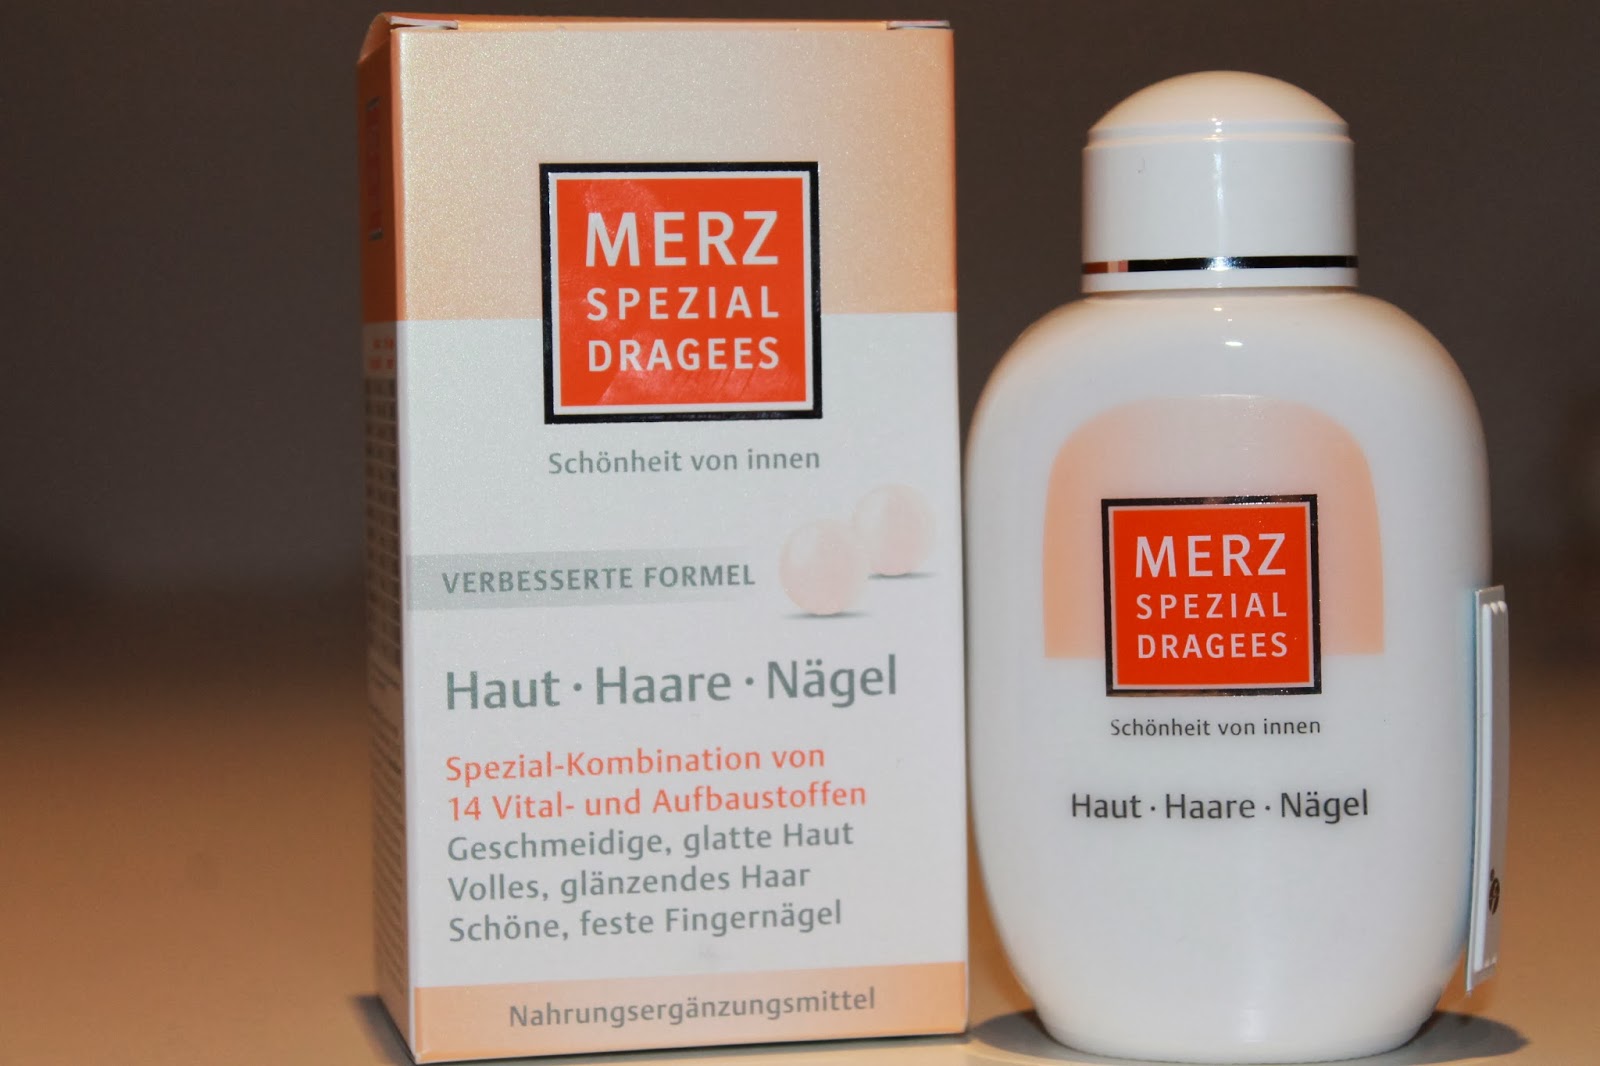 MERZ
SPEZIAL
DRAGEES
Schönheit von innen
VERBESSERTE FORMEL
Haut · Haare · Nägel
Spezial-Kombination von
14 Vital- und Aufbaustoffen
Geschmeidige, glatte Haut
Volles, glänzendes Haar
Schöne, feste Fingernägel
Nahrungsergänzungsmittel
MERZ
SPEZIAL
DRAGEES
Schönheit von innen
Haut · Haare · Nägel